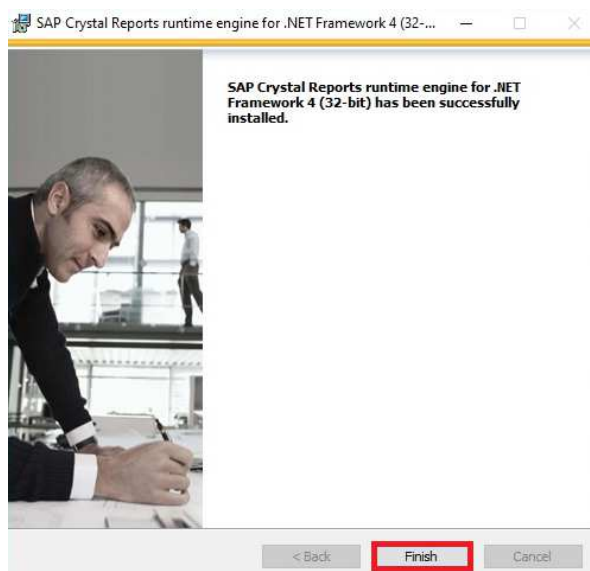 SAP Crystal Reports runtime engine for .NET Framework 4 (32-...
SAP Crystal Reports runtime engine for .NET
Framework 4 (32-bit) has been successfully
installed.
< Back Finish Cancel